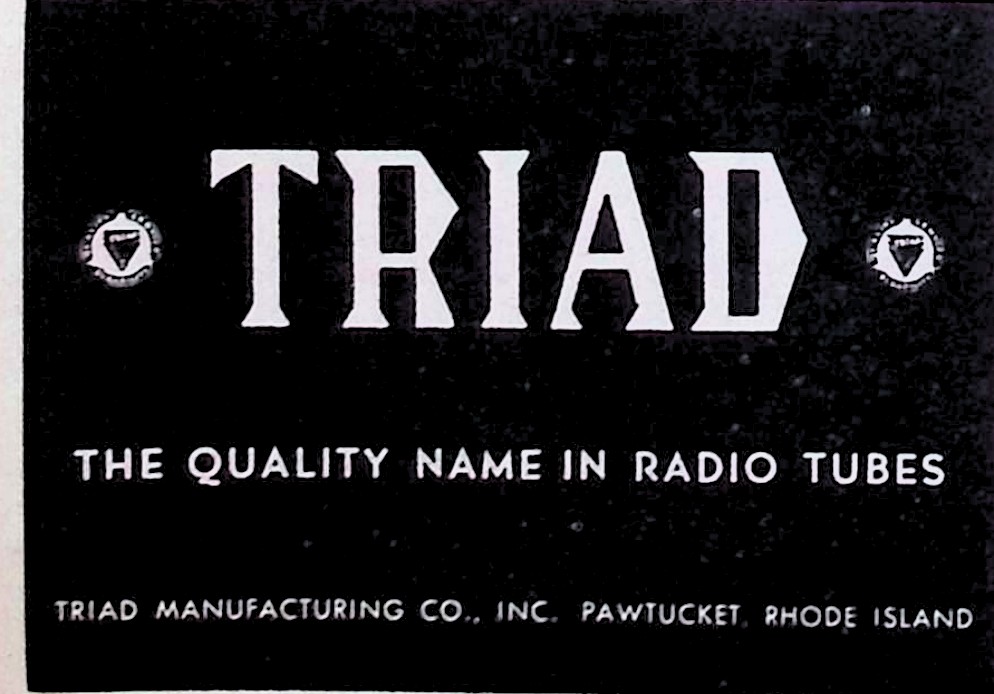 TRIAD
THE QUALITY NAME IN RADIO TUBES
TRIAD MANUFACTURING CO., INC. PAWTUCKET, RHODE ISLAND